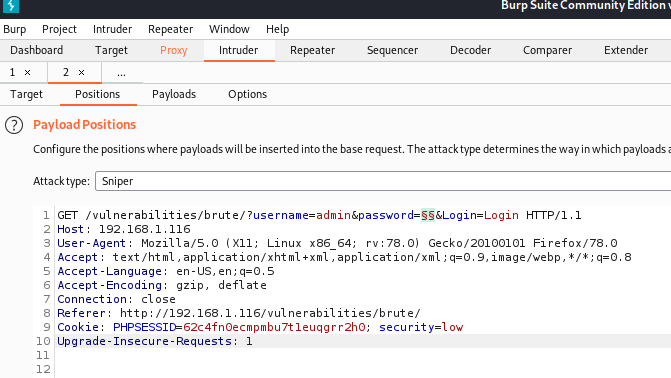 Burp Suite Community Edition v
Burp Project Intruder Repeater Window Help
Dashboard Target Proxy Intruder Repeater Sequencer Decoder Comparer Extender
1 × 2 × ...
Target Positions Payloads Options
? Payload Positions
Configure the positions where payloads will be inserted into the base request. The attack type determines the way in which payloads a
Attack type: Sniper
1 GET /vulnerabilities/brute/?username=admin&password=§§&Login=Login HTTP/1.1
2 Host: 192.168.1.116
3 User-Agent: Mozilla/5.0 (X11; Linux x86_64; rv:78.0) Gecko/20100101 Firefox/78.0
4 Accept: text/html,application/xhtml+xml,application/xml;q=0.9,image/webp,*/*;q=0.8
5 Accept-Language: en-US,en;q=0.5
6 Accept-Encoding: gzip, deflate
7 Connection: close
8 Referer: http://192.168.1.116/vulnerabilities/brute/
9 Cookie: PHPSESSID=62c4fn0ecmpmbu7t1euqgrr2h0; security=low
10 Upgrade-Insecure-Requests: 1
11
12